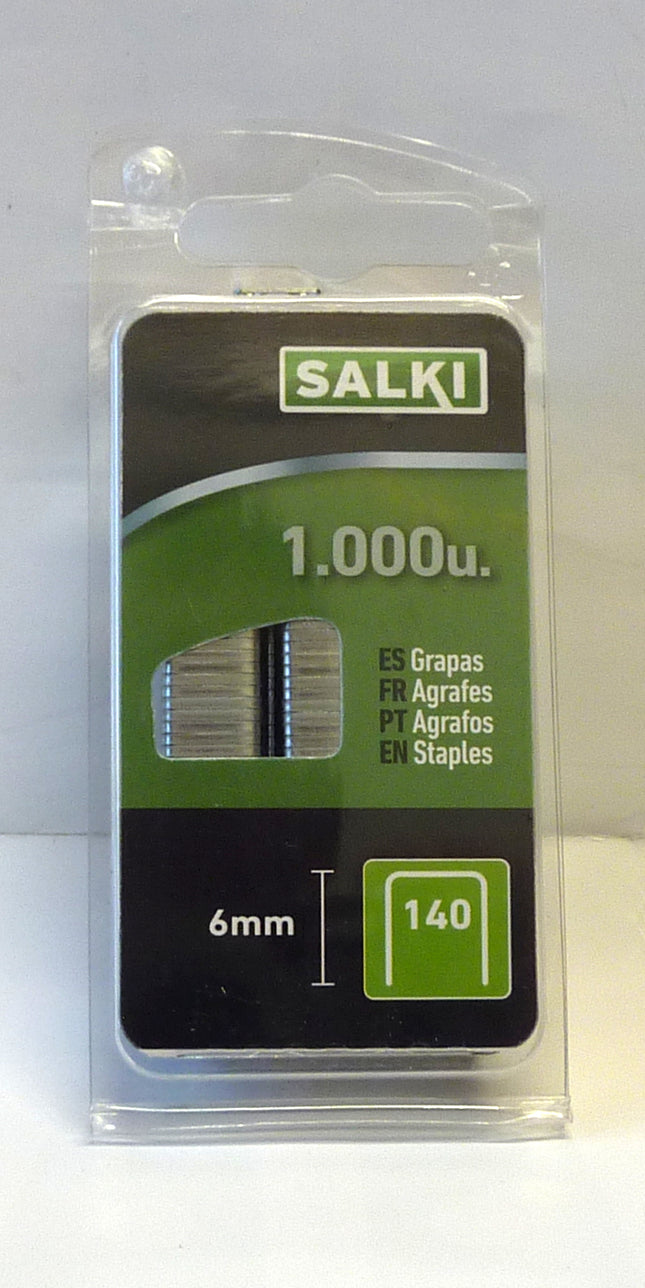 SALKI
1.000u.
ES Grapas
FR Agrafes
PT Agrafos
EN Staples
6mm
140